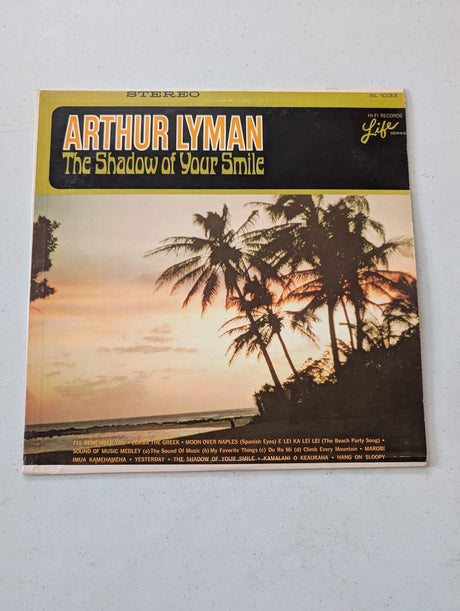 STEREO
SL 1033
HI-FI RECORDS
Life
SERIES
ARTHUR LYMAN
The Shadow of Your Smile
I'LL REMEMBER YOU • ZORBA THE GREEK • MOON OVER NAPLES (Spanish Eyes) E LEI KA LEI LEI (The Beach Party Song) •
SOUND OF MUSIC MEDLEY (a) The Sound Of Music (b) My Favorite Things (c) Do Re Mi (d) Climb Every Mountain • MAROBI
IMUA KAMEHAMEHA • YESTERDAY • THE SHADOW OF YOUR SMILE • KAMALANI O KEAUKAHA • HANG ON SLOOPY